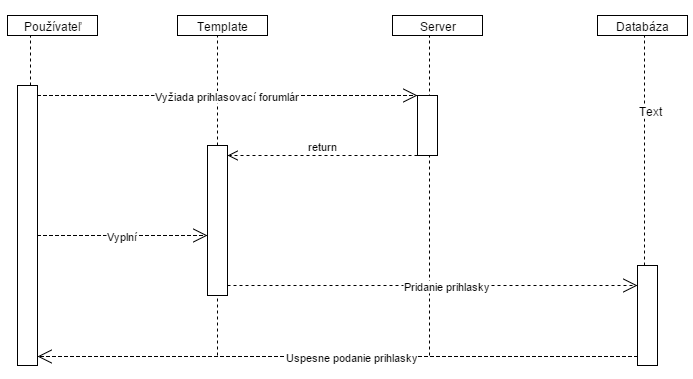 Používateľ
Template
Server
Databáza
Vyžiada prihlasovací forumlár
Text
return
Vyplní
Pridanie prihlasky
Uspesne podanie prihlasky